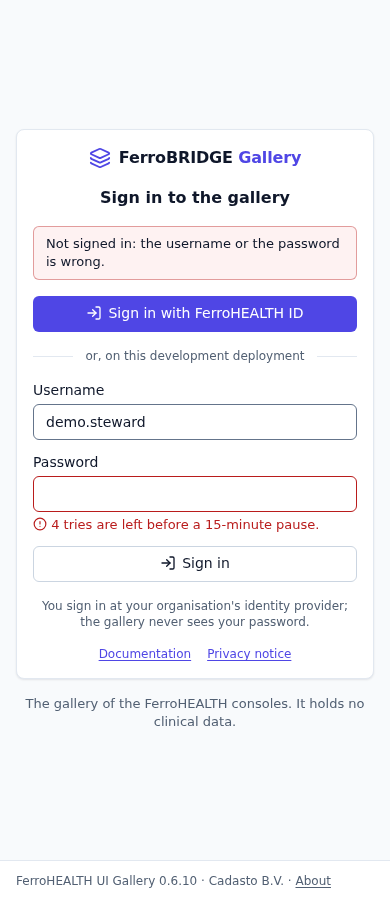 FerroBRIDGE Gallery
Sign in to the gallery
Not signed in: the username or the password
is wrong.
Sign in with FerroHEALTH ID
or, on this development deployment
Username
demo.steward
Password
4 tries are left before a 15-minute pause.
Sign in
You sign in at your organisation's identity provider;
the gallery never sees your password.
Documentation Privacy notice
The gallery of the FerroHEALTH consoles. It holds no
clinical data.
FerroHEALTH UI Gallery 0.6.10 · Cadasto B.V. · About